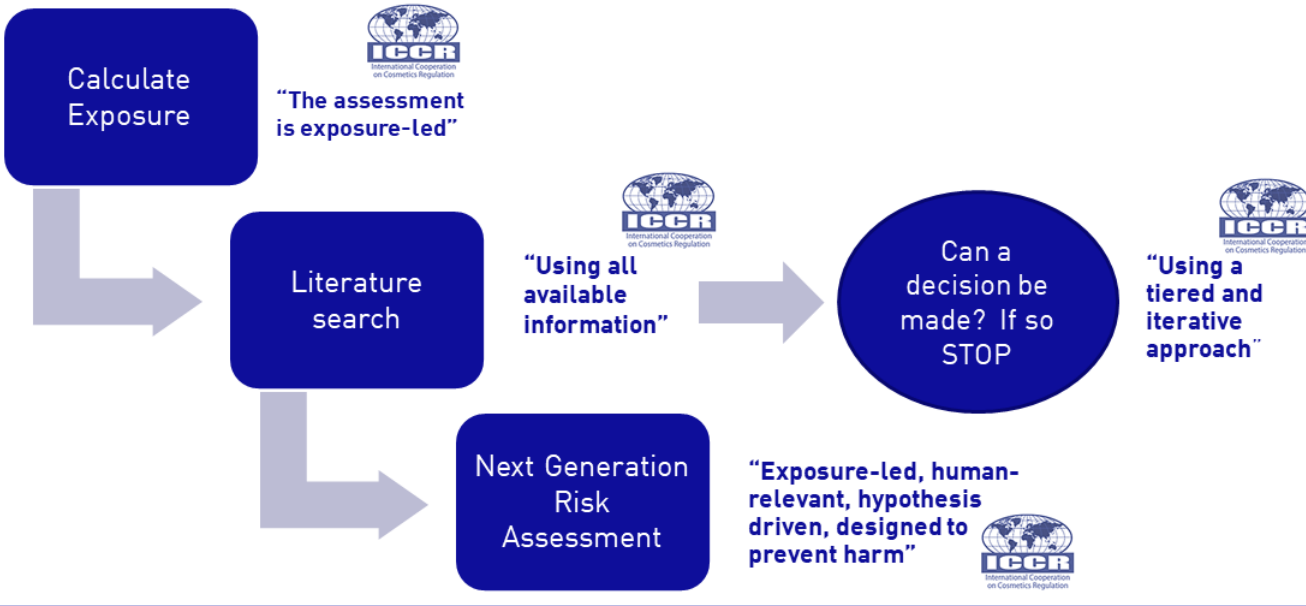 Calculate
Exposure
ICCR
International Cooperation
on Cosmetics Regulation
“The assessment
is exposure-led”
Literature
search
ICCR
International Cooperation
on Cosmetics Regulation
“Using all
available
information”
Can a
decision be
made? If so
STOP
ICCR
International Cooperation
on Cosmetics Regulation
“Using a
tiered and
iterative
approach”
Next Generation
Risk
Assessment
“Exposure-led, human-
relevant, hypothesis
driven, designed to
prevent harm”
ICCR
International Cooperation
on Cosmetics Regulation